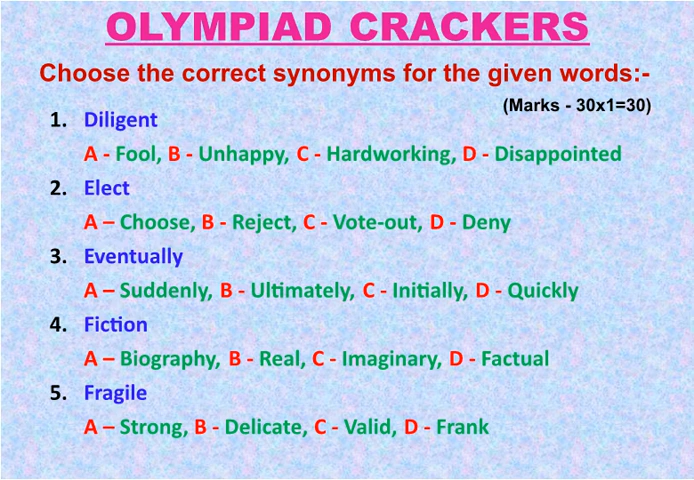 OLYMPIAD CRACKERS
Choose the correct synonyms for the given words:-
(Marks - 30x1=30)
1. Diligent
A - Fool, B - Unhappy, C - Hardworking, D - Disappointed
2. Elect
A – Choose, B - Reject, C - Vote-out, D - Deny
3. Eventually
A – Suddenly, B - Ultimately, C - Initially, D - Quickly
4. Fiction
A – Biography, B - Real, C - Imaginary, D - Factual
5. Fragile
A – Strong, B - Delicate, C - Valid, D - Frank